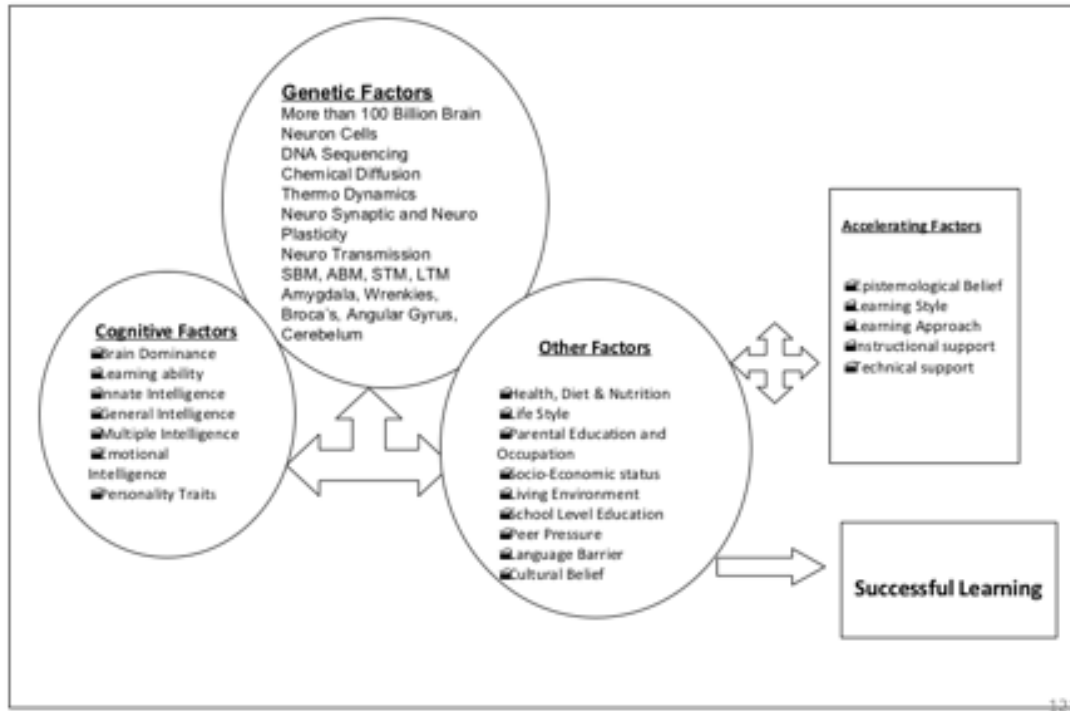 Genetic Factors
More than 100 Billion Brain
Neuron Cells
DNA Sequencing
Chemical Diffusion
Thermo Dynamics
Neuro Synaptic and Neuro
Plasticity
Neuro Transmission
SBM, ABM, STM, LTM
Amygdala, Wrenkies,
Broca's, Angular Gyrus,
Cerebelum
Cognitive Factors
Brain Dominance
Learning ability
Innate Intelligence
General Intelligence
Multiple Intelligence
Emotional
Intelligence
Personality Traits
Other Factors
Health, Diet & Nutrition
Life Style
Parental Education and
Occupation
Socio-Economic status
Living Environment
School Level Education
Peer Pressure
Language Barrier
Cultural Belief
Accelerating Factors
Epistemological Belief
Learning Style
Learning Approach
Instructional support
Technical support
Successful Learning